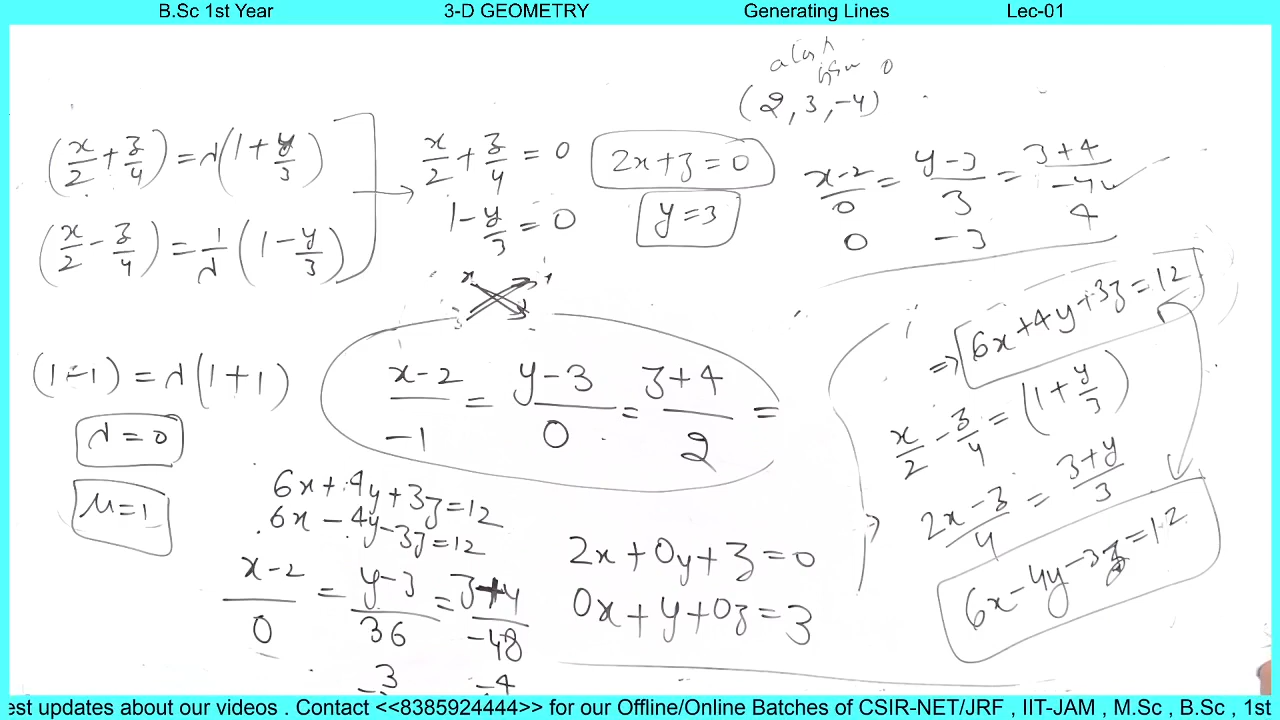 B.Sc 1st Year 3-D GEOMETRY Generating Lines Lec-01
(2, 3, -4)
(x/2 + z/4) = λ(1 + y/3)
(x/2 - z/4) = 1/λ (1 - y/3)
x/2 + z/4 = 0
1 - y/3 = 0
2x + z = 0
y = 3
x-2/0 = y-3/3 = z+4/-4
0 -3 4
(1-1) = λ(1+1)
λ = 0
μ = 1
x-2/-1 = y-3/0 = z+4/2 =
6x + 4y + 3z = 12
6x - 4y - 3z = 12
x-2/0 = y-3/36 = z+4/-48
3 -4
2x + 0y + z = 0
0x + y + 0z = 3
⇒ 6x + 4y + 3z = 12
x/2 - z/4 = (1 + y/3)
2x - z/4 = 3 + y/3
6x - 4y - 3z = 12
est updates about our videos . Contact <<8385924444>> for our Offline/Online Batches of CSIR-NET/JRF , IIT-JAM , M.Sc , B.Sc , 1st